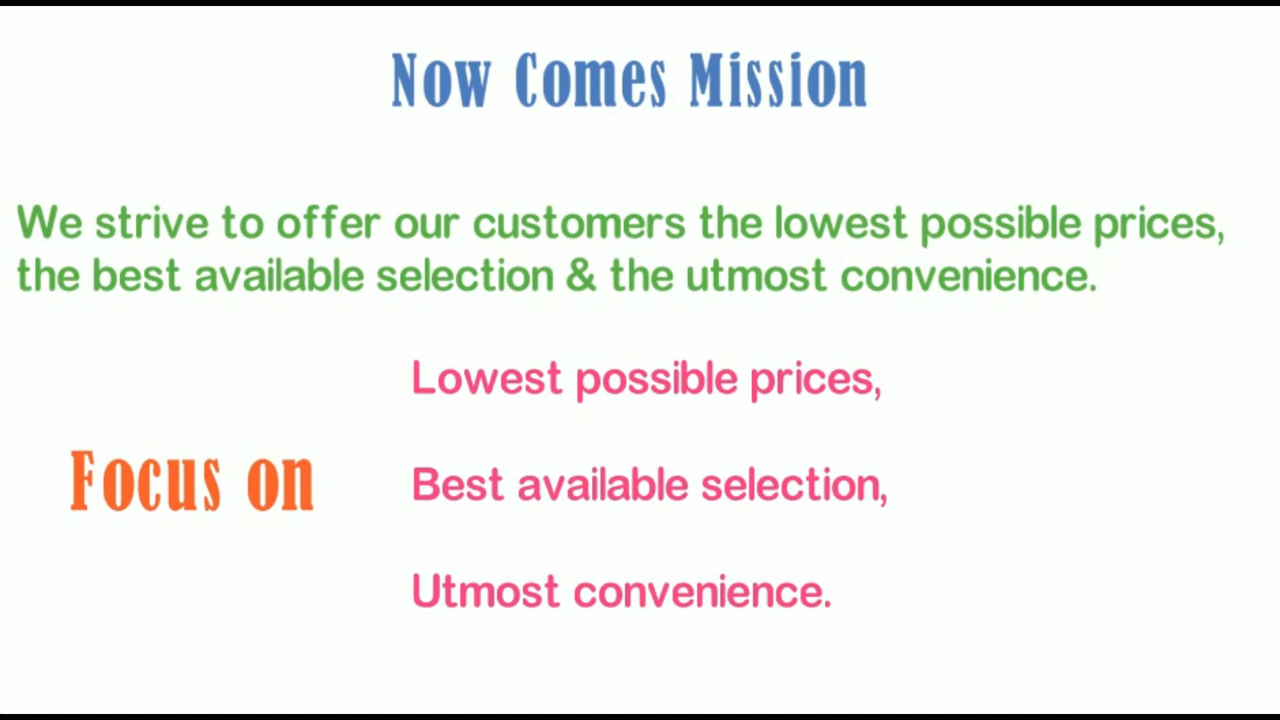 Now Comes Mission
We strive to offer our customers the lowest possible prices,
the best available selection & the utmost convenience.
Lowest possible prices,
Focus on
Best available selection,
Utmost convenience.